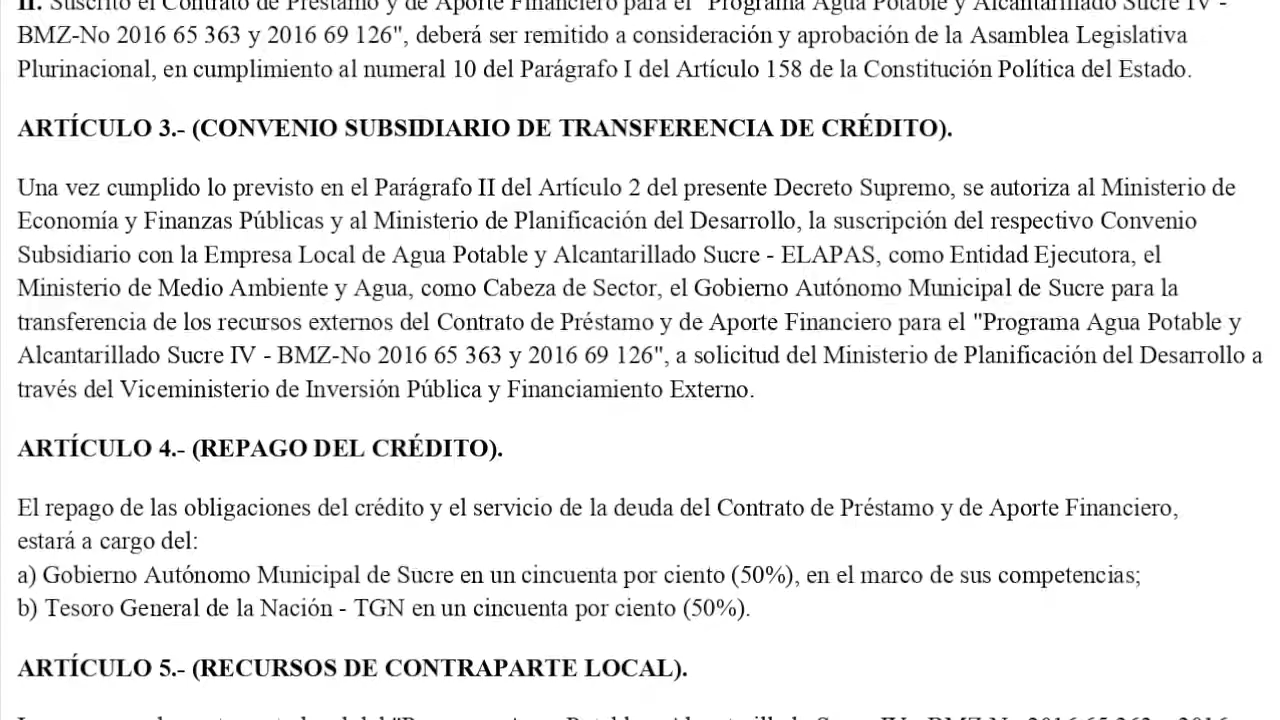 II. Suscrito el Contrato de Préstamo y de Aporte Financiero para el "Programa Agua Potable y Alcantarillado Sucre IV -
BMZ-No 2016 65 363 y 2016 69 126", deberá ser remitido a consideración y aprobación de la Asamblea Legislativa
Plurinacional, en cumplimiento al numeral 10 del Parágrafo I del Artículo 158 de la Constitución Política del Estado.
ARTÍCULO 3.- (CONVENIO SUBSIDIARIO DE TRANSFERENCIA DE CRÉDITO).
Una vez cumplido lo previsto en el Parágrafo II del Artículo 2 del presente Decreto Supremo, se autoriza al Ministerio de
Economía y Finanzas Públicas y al Ministerio de Planificación del Desarrollo, la suscripción del respectivo Convenio
Subsidiario con la Empresa Local de Agua Potable y Alcantarillado Sucre - ELAPAS, como Entidad Ejecutora, el
Ministerio de Medio Ambiente y Agua, como Cabeza de Sector, el Gobierno Autónomo Municipal de Sucre para la
transferencia de los recursos externos del Contrato de Préstamo y de Aporte Financiero para el "Programa Agua Potable y
Alcantarillado Sucre IV - BMZ-No 2016 65 363 y 2016 69 126", a solicitud del Ministerio de Planificación del Desarrollo a
través del Viceministerio de Inversión Pública y Financiamiento Externo.
ARTÍCULO 4.- (REPAGO DEL CRÉDITO).
El repago de las obligaciones del crédito y el servicio de la deuda del Contrato de Préstamo y de Aporte Financiero,
estará a cargo del:
a) Gobierno Autónomo Municipal de Sucre en un cincuenta por ciento (50%), en el marco de sus competencias;
b) Tesoro General de la Nación - TGN en un cincuenta por ciento (50%).
ARTÍCULO 5.- (RECURSOS DE CONTRAPARTE LOCAL).